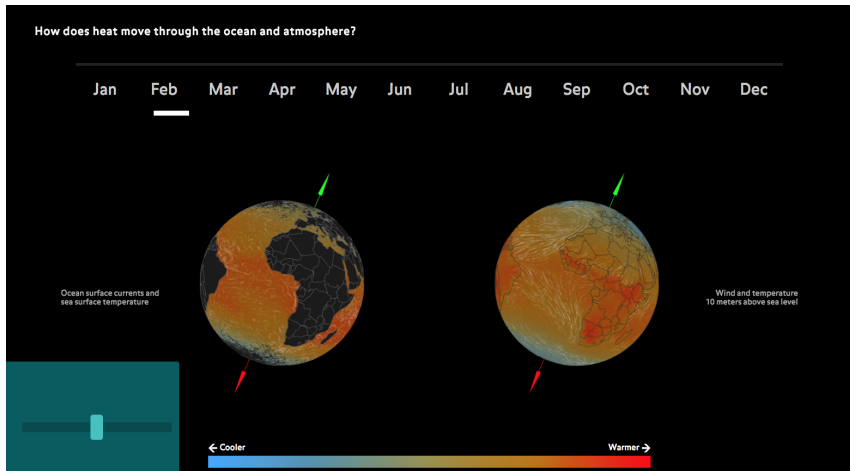 How does heat move through the ocean and atmosphere?
Jan Feb Mar Apr May Jun Jul Aug Sep Oct Nov Dec
Ocean surface currents and
sea surface temperature
Wind and temperature
10 meters above sea level
← Cooler
Warmer →